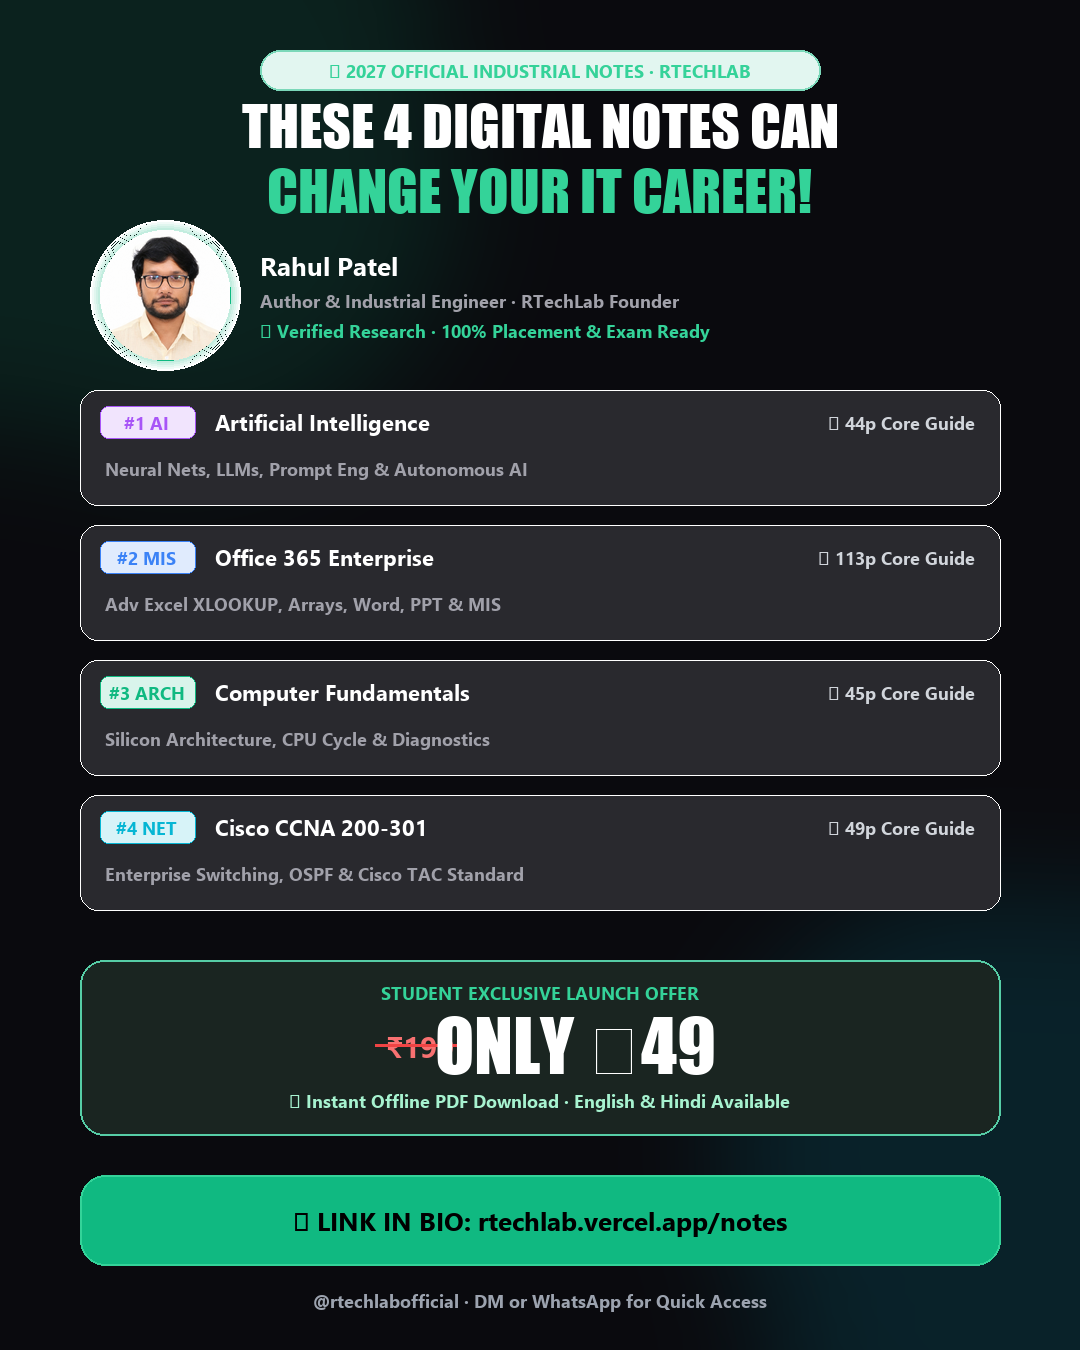 2027 OFFICIAL INDUSTRIAL NOTES · RTECHLAB
THESE 4 DIGITAL NOTES CAN
CHANGE YOUR IT CAREER!
Rahul Patel
Author & Industrial Engineer · RTechLab Founder
Verified Research · 100% Placement & Exam Ready
#1 AI Artificial Intelligence 44p Core Guide
Neural Nets, LLMs, Prompt Eng & Autonomous AI
#2 MIS Office 365 Enterprise 113p Core Guide
Adv Excel XLOOKUP, Arrays, Word, PPT & MIS
#3 ARCH Computer Fundamentals 45p Core Guide
Silicon Architecture, CPU Cycle & Diagnostics
#4 NET Cisco CCNA 200-301 49p Core Guide
Enterprise Switching, OSPF & Cisco TAC Standard
STUDENT EXCLUSIVE LAUNCH OFFER
ONLY 49
Instant Offline PDF Download · English & Hindi Available
LINK IN BIO: rtechlab.vercel.app/notes
@rtechlabofficial · DM or WhatsApp for Quick Access